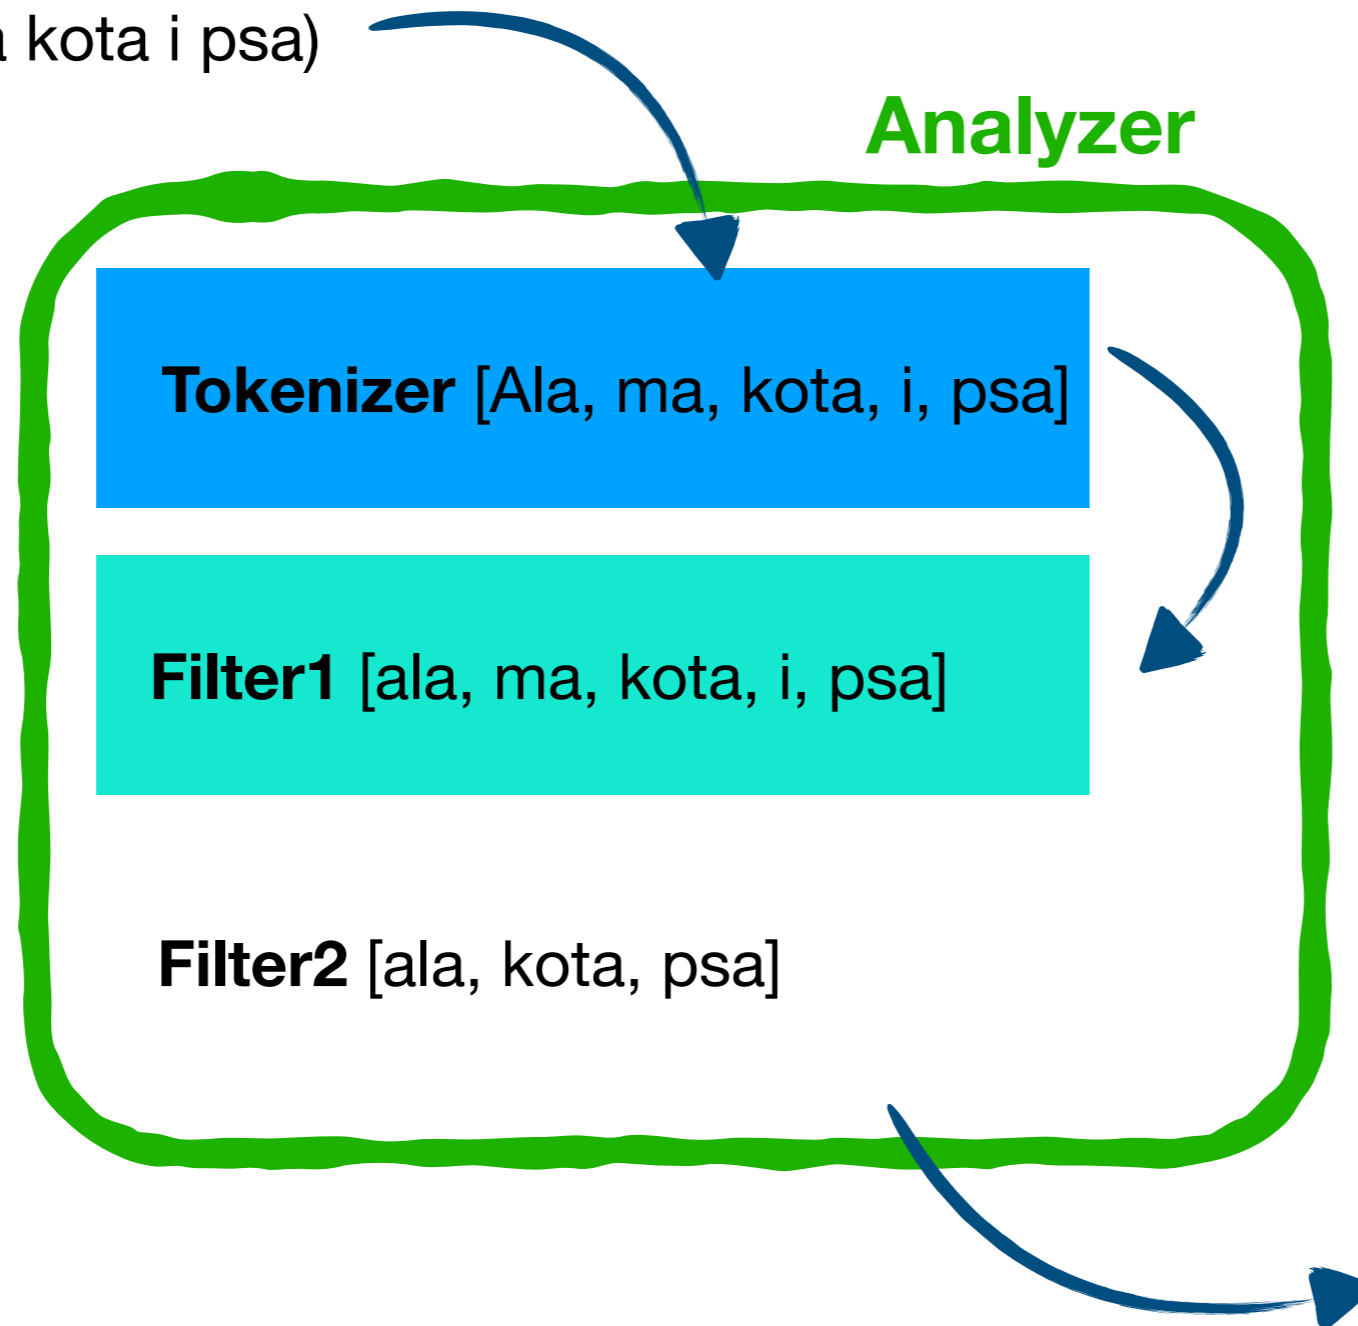 kota i psa)
Analyzer
Tokenizer [Ala, ma, kota, i, psa]
Filter1 [ala, ma, kota, i, psa]
Filter2 [ala, kota, psa]